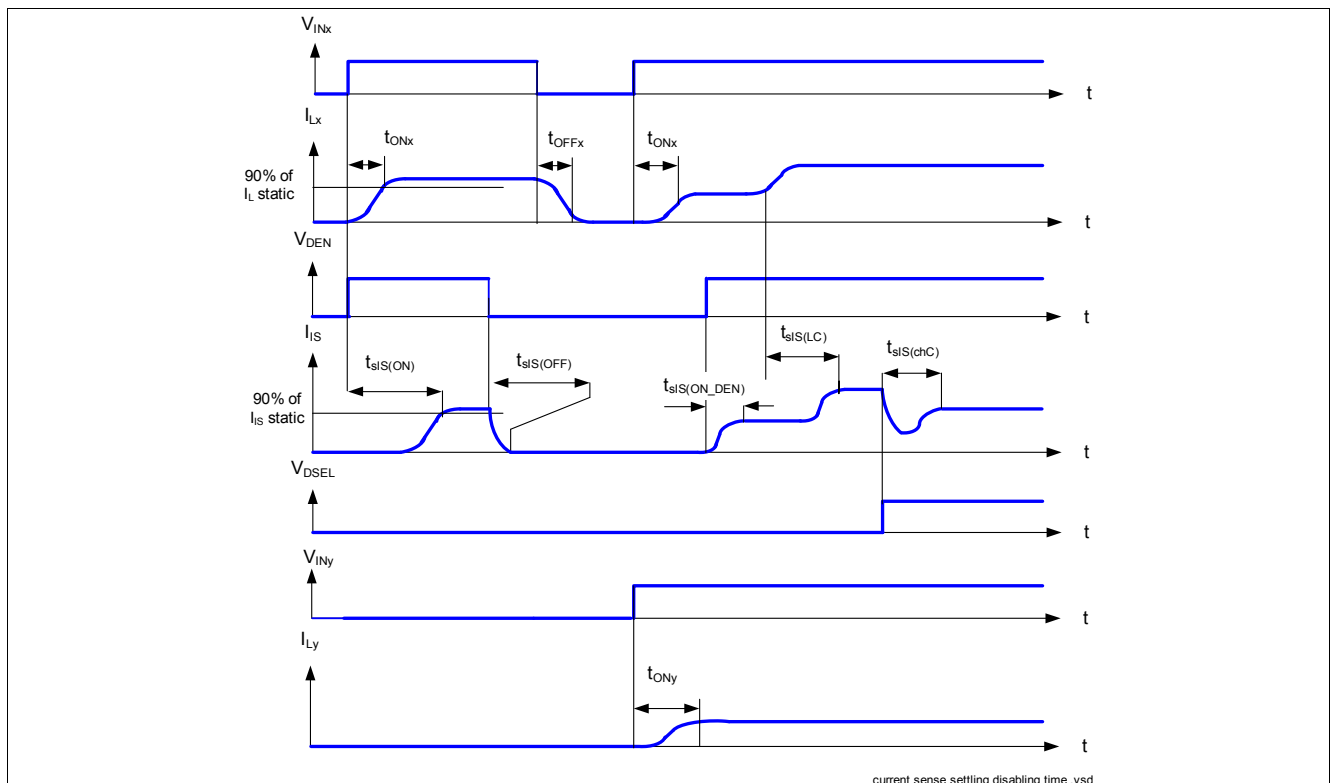 VINx
t
ILx
tONx
tOFFx
tONx
90% of
IL static
t
VDEN
t
IIS
tsIS(ON)
tsIS(OFF)
tsIS(LC)
tsIS(chC)
tsIS(ON_DEN)
90% of
IIS static
t
VDSEL
t
VINy
t
ILy
tONy
t
current sense settling disabling time .vsd